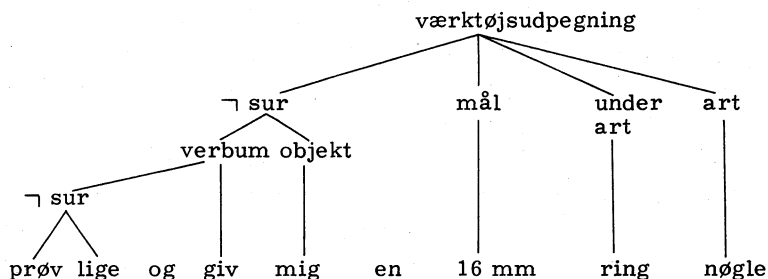 værktøjsudpegning
¬ sur mål under art
art
verbum objekt
¬ sur
prøv lige og giv mig en 16 mm ring nøgle